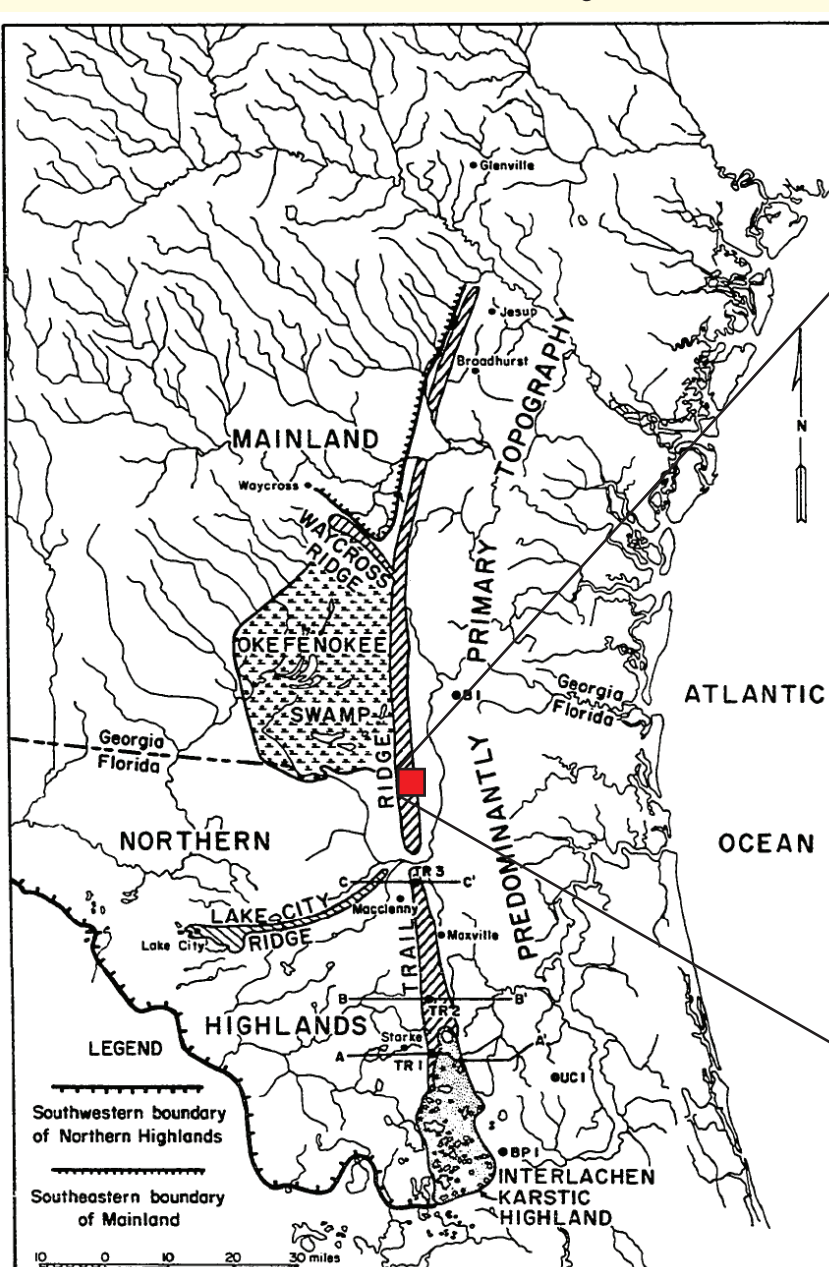 Glenville
Jesup
Broadhurst
TOPOGRAPHY
N
MAINLAND
Waycross
WAYCROSS
RIDGE
PRIMARY
OKEFENOKEE
SWAMP
B1
Georgia
Florida
ATLANTIC
Georgia
Florida
RIDGE
PREDOMINANTLY
NORTHERN
OCEAN
C
TR3
C'
LAKE CITY
RIDGE
Macclenny
Lake City
Maxville
TRAIL
B
B'
TR2
HIGHLANDS
Starke
A
A'
TR1
UC1
LEGEND
Southwestern boundary
of Northern Highlands
Southeastern boundary
of Mainland
BP1
INTERLACHEN
KARSTIC
HIGHLAND
10 0 10 20 30 miles